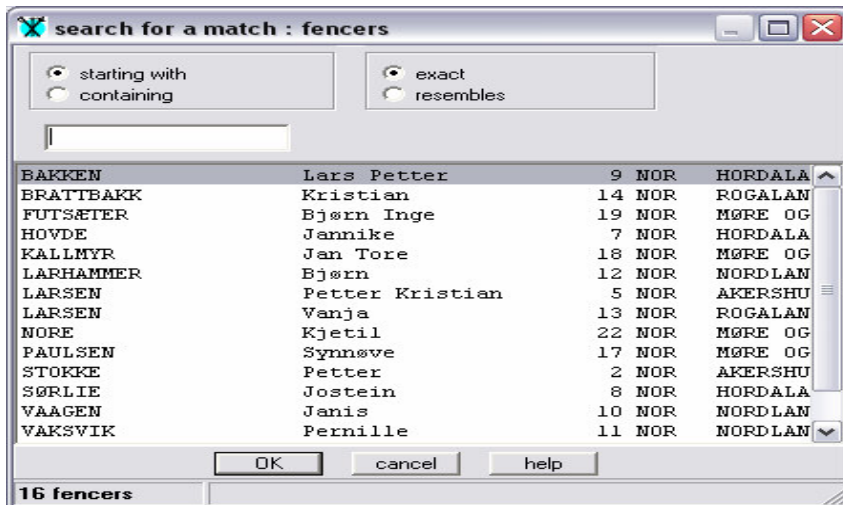 search for a match : fencers
starting with exact
containing resembles
BAKKEN Lars Petter 9 NOR HORDALA
BRATTBAKK Kristian 14 NOR ROGALAN
FUTSÆTER Bjørn Inge 19 NOR MØRE OG
HOVDE Jannike 7 NOR HORDALA
KALLMYR Jan Tore 18 NOR MØRE OG
LARHAMMER Bjørn 12 NOR NORDLAN
LARSEN Petter Kristian 5 NOR AKERSHU
LARSEN Vanja 13 NOR ROGALAN
NORE Kjetil 22 NOR MØRE OG
PAULSEN Synnøve 17 NOR MØRE OG
STOKKE Petter 2 NOR AKERSHU
SØRLIE Jostein 8 NOR HORDALA
VAAGEN Janis 10 NOR NORDLAN
VAKSVIK Pernille 11 NOR NORDLAN
OK cancel help
16 fencers